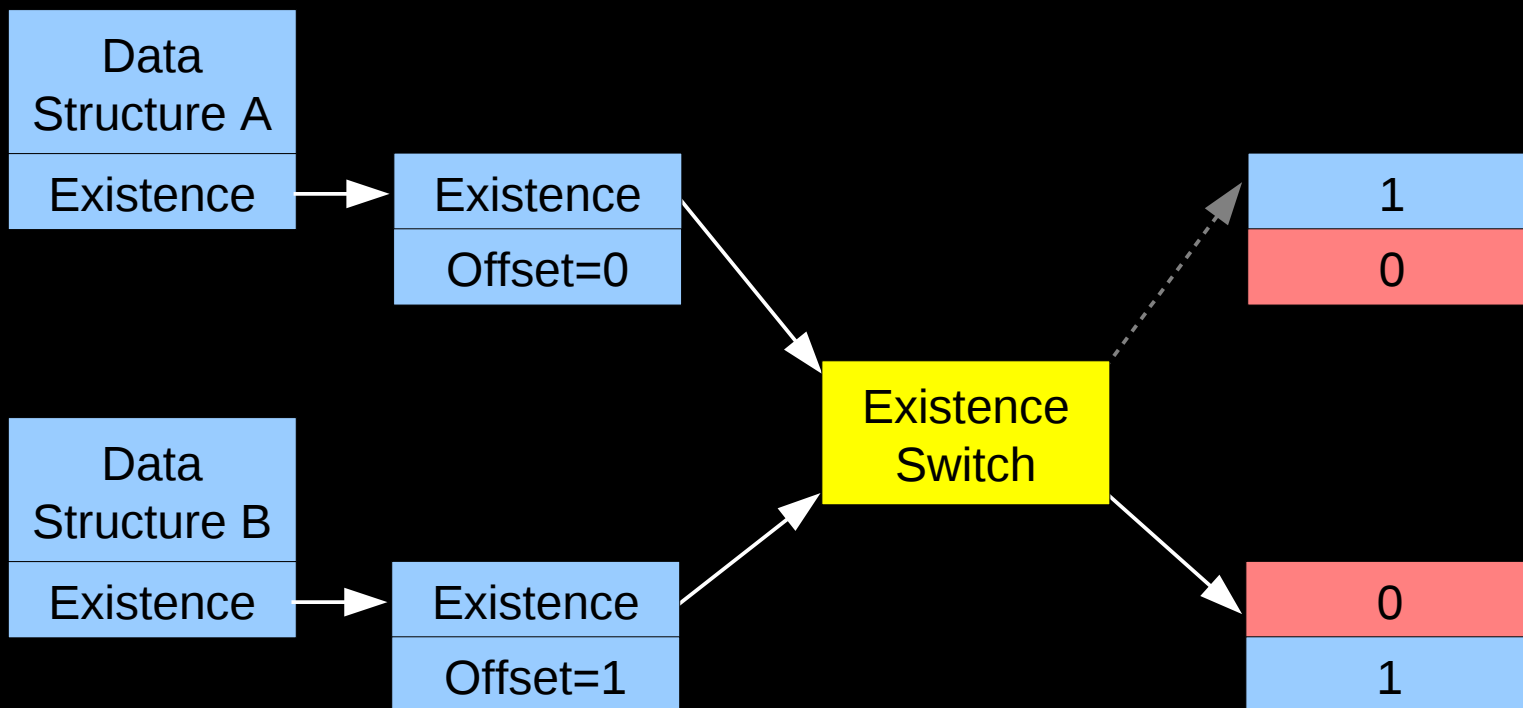 Data
Structure A
Existence
Existence
Offset=0
1
0
Existence
Switch
Data
Structure B
Existence
Existence
Offset=1
0
1